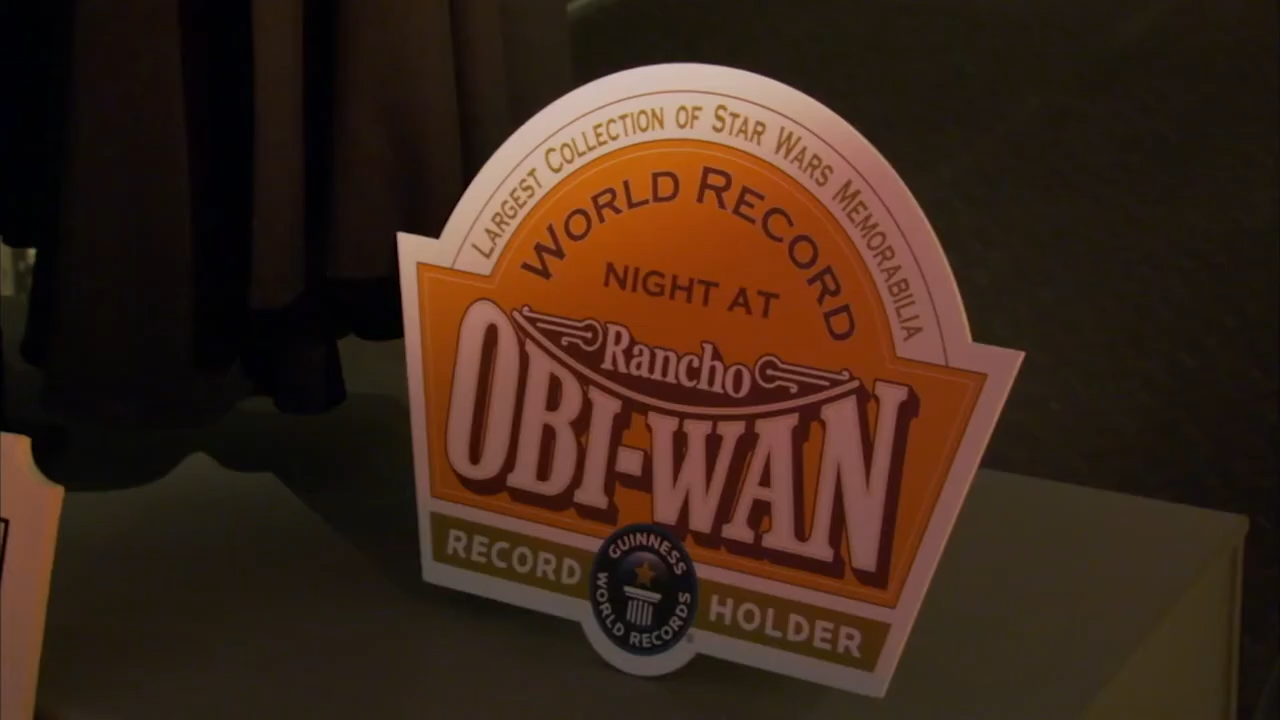 LARGEST COLLECTION OF STAR WARS MEMORABILIA
WORLD RECORD
NIGHT AT
Rancho
OBI-WAN
RECORD HOLDER
GUINNESS
WORLD RECORDS